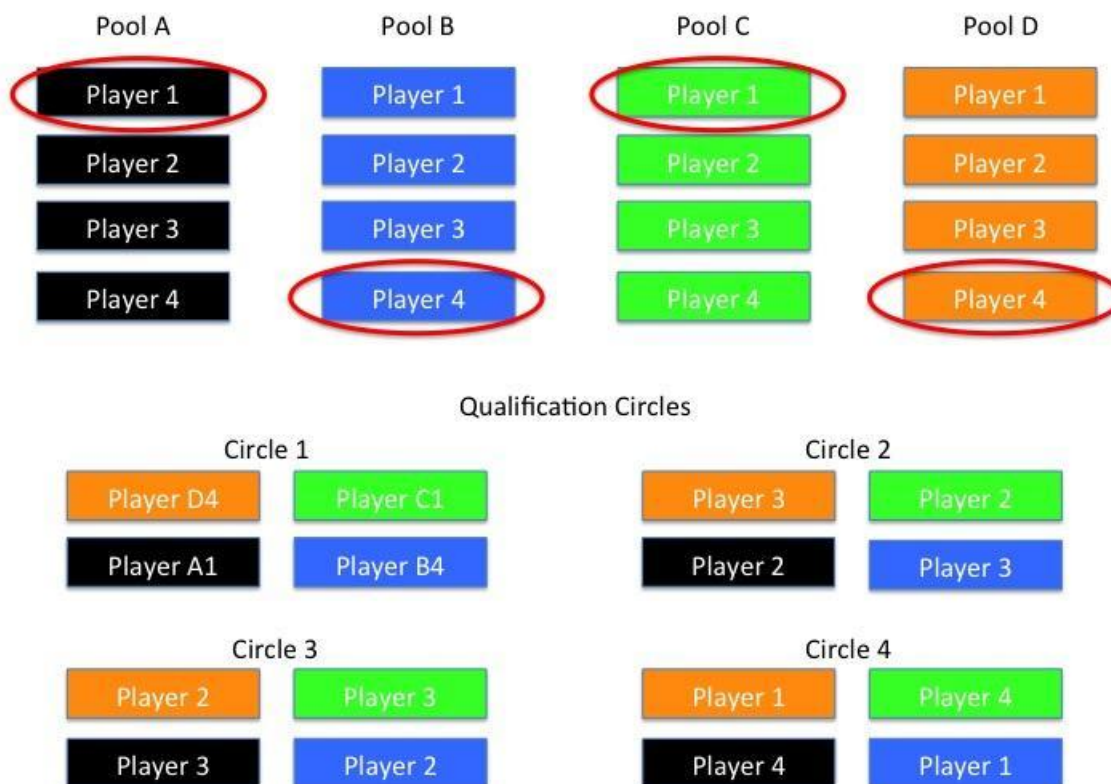 Pool A Pool B Pool C Pool D
Player 1 Player 1 Player 1 Player 1
Player 2 Player 2 Player 2 Player 2
Player 3 Player 3 Player 3 Player 3
Player 4 Player 4 Player 4 Player 4
Qualification Circles
Circle 1 Circle 2
Player D4 Player C1 Player 3 Player 2
Player A1 Player B4 Player 2 Player 3
Circle 3 Circle 4
Player 2 Player 3 Player 1 Player 4
Player 3 Player 2 Player 4 Player 1